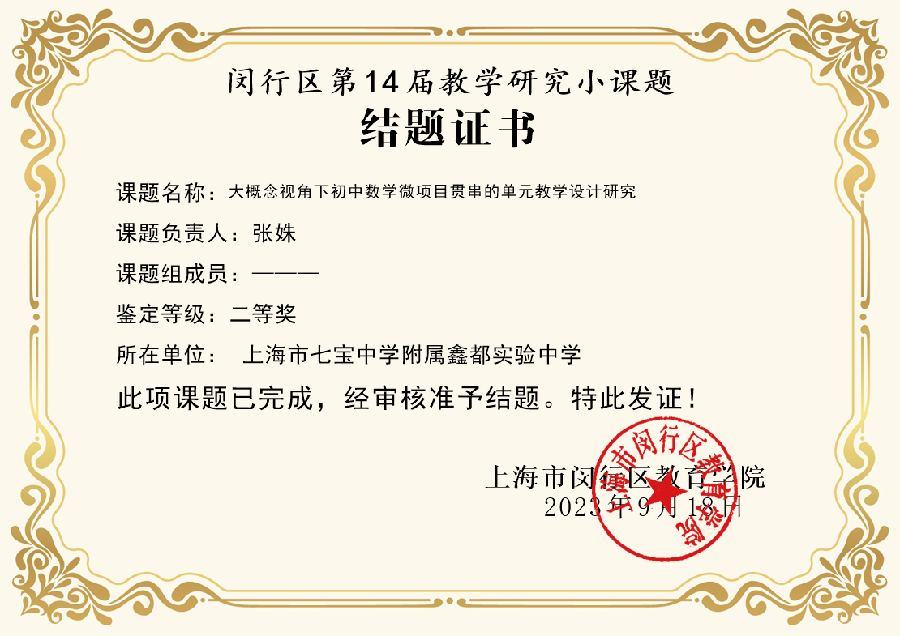 闵行区第14届教学研究小课题
结题证书
课题名称：大概念视角下初中数学微项目贯串的单元教学设计研究
课题负责人：张姝
课题组成员：———
鉴定等级：二等奖
所在单位： 上海市七宝中学附属鑫都实验中学
此项课题已完成，经审核准予结题。特此发证！
上海市闵行区教育学院
2023年9月18日
上海市闵行区教育学院